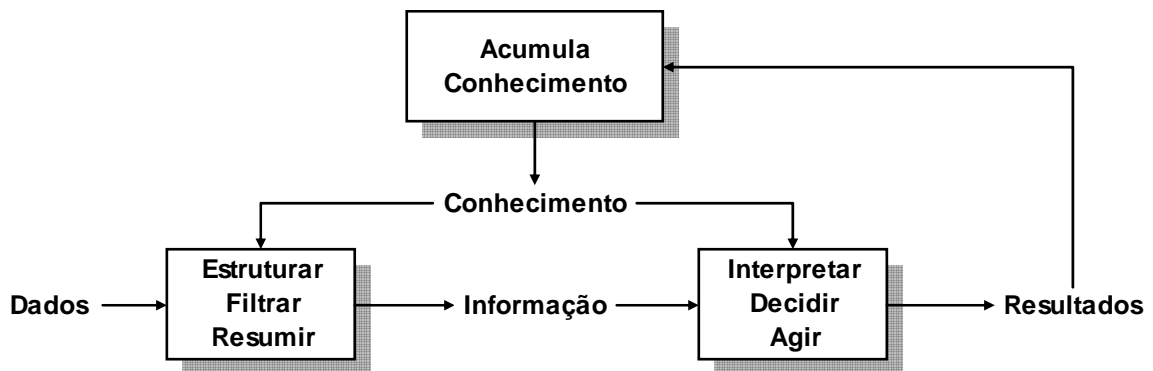 Acumula
Conhecimento
Conhecimento
Estruturar
Filtrar
Resumir
Interpretar
Decidir
Agir
Dados
Informação
Resultados